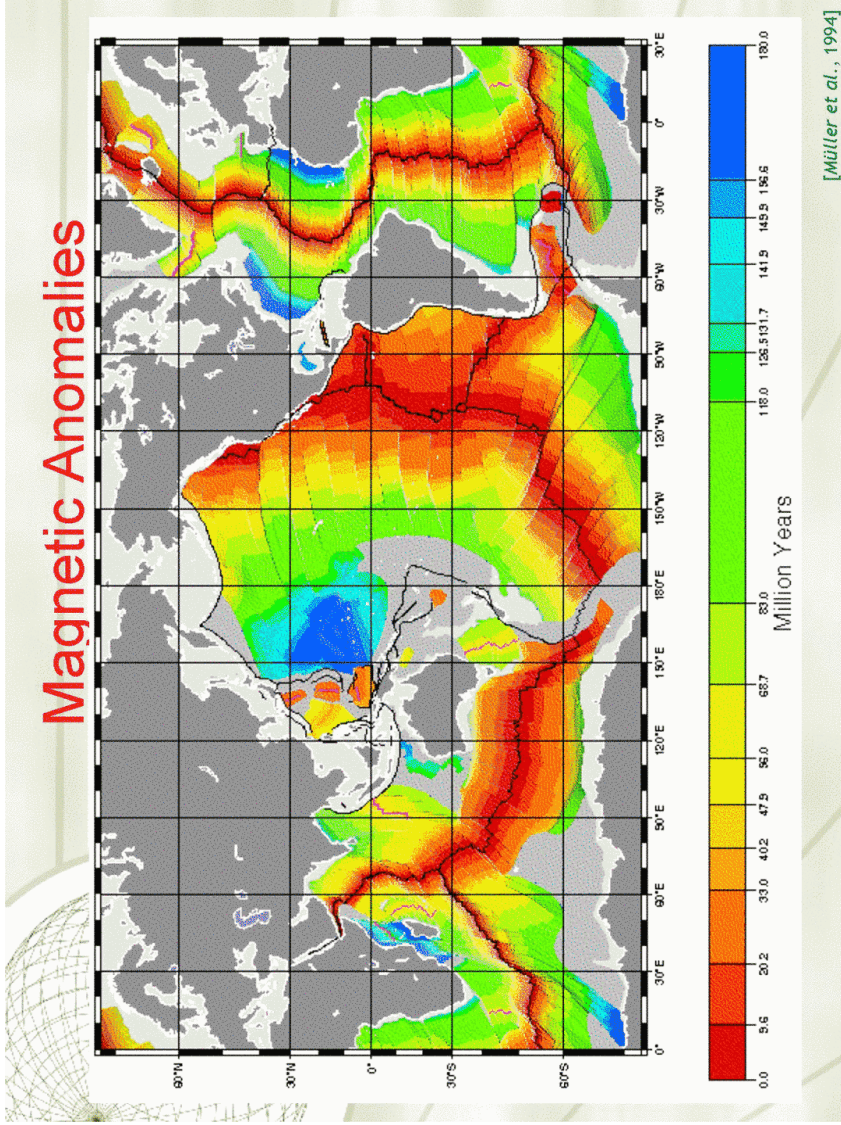 Magnetic Anomalies
0°
30°E
60°E
90°E
120°E
150°E
180°E
150°W
120°W
90°W
60°W
30°W
0°
30°E
60°N
30°N
0°
30°S
60°S
0.0 9.6 20.2 33.0 40.2 47.9 56.0 68.7 83.0 118.0 126.5 131.7 141.9 149.9 156.6 180.0
Million Years
[Müller et al., 1994]